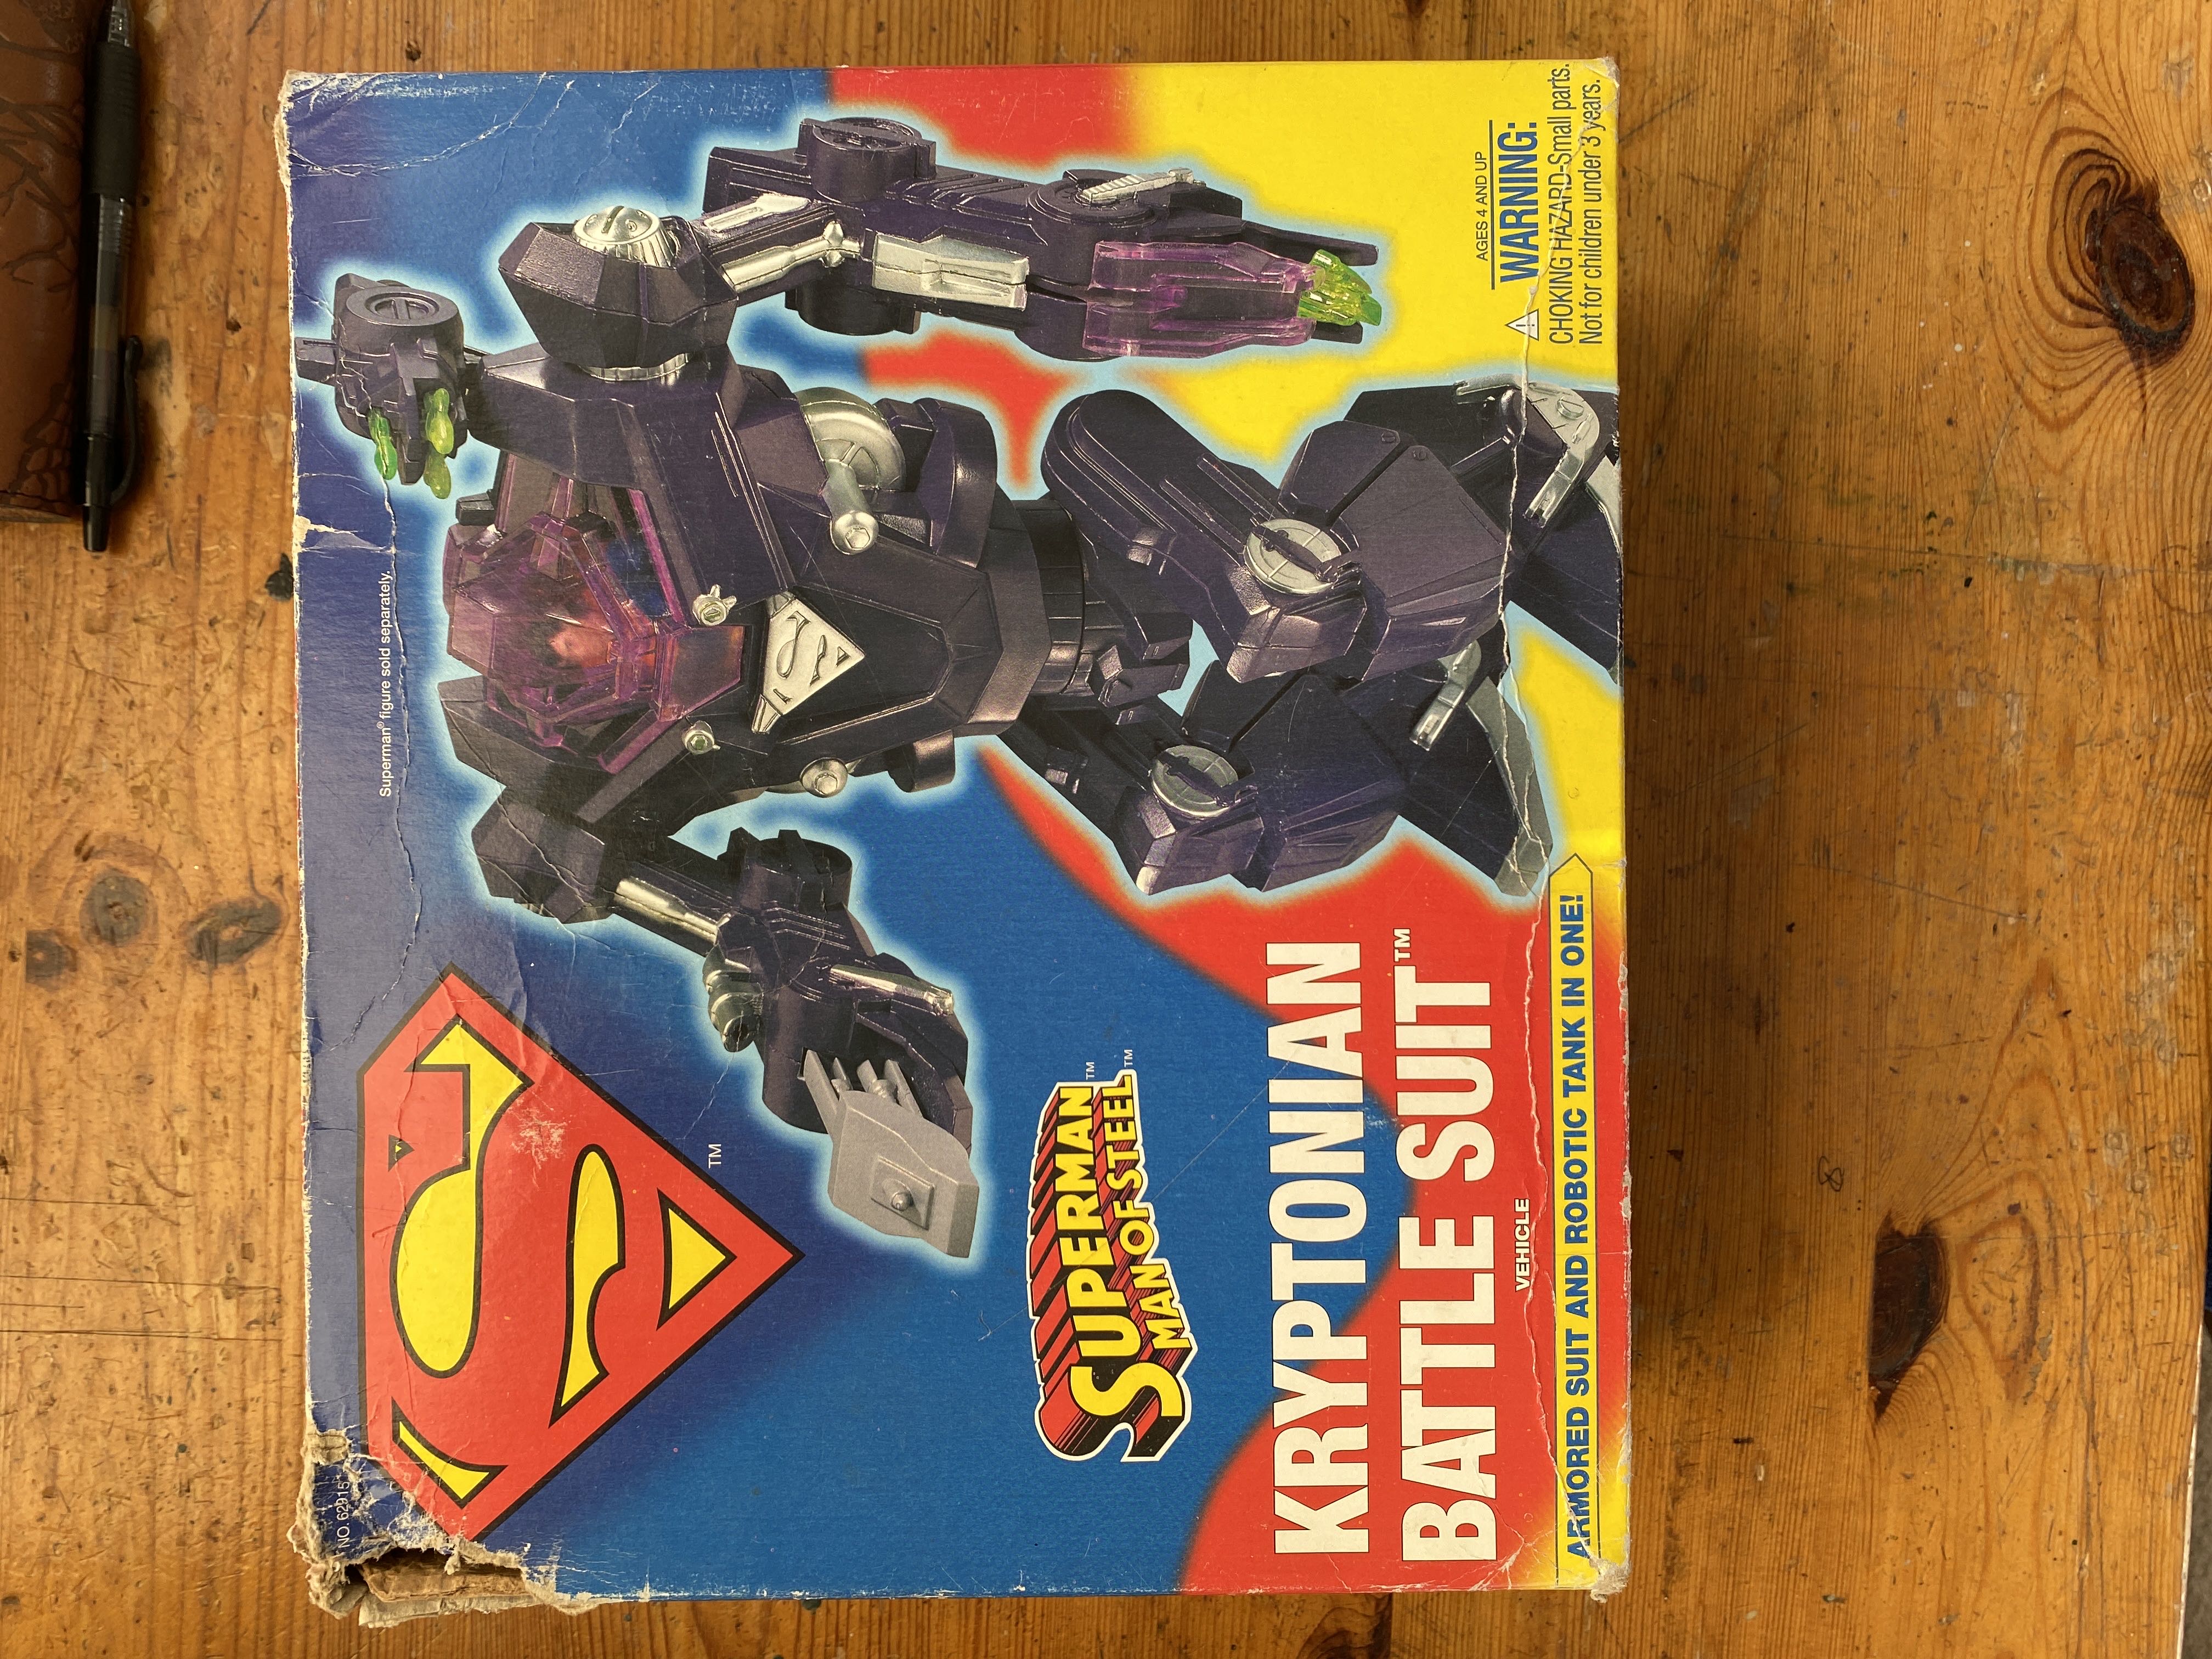 NO. 62915
Superman® figure sold separately.
S
TM
SUPERMAN™
MAN OF STEEL™
KRYPTONIAN
BATTLE SUIT™
VEHICLE
ARMORED SUIT AND ROBOTIC TANK IN ONE!
AGES 4 AND UP
⚠ WARNING:
CHOKING HAZARD-Small parts.
Not for children under 3 years.